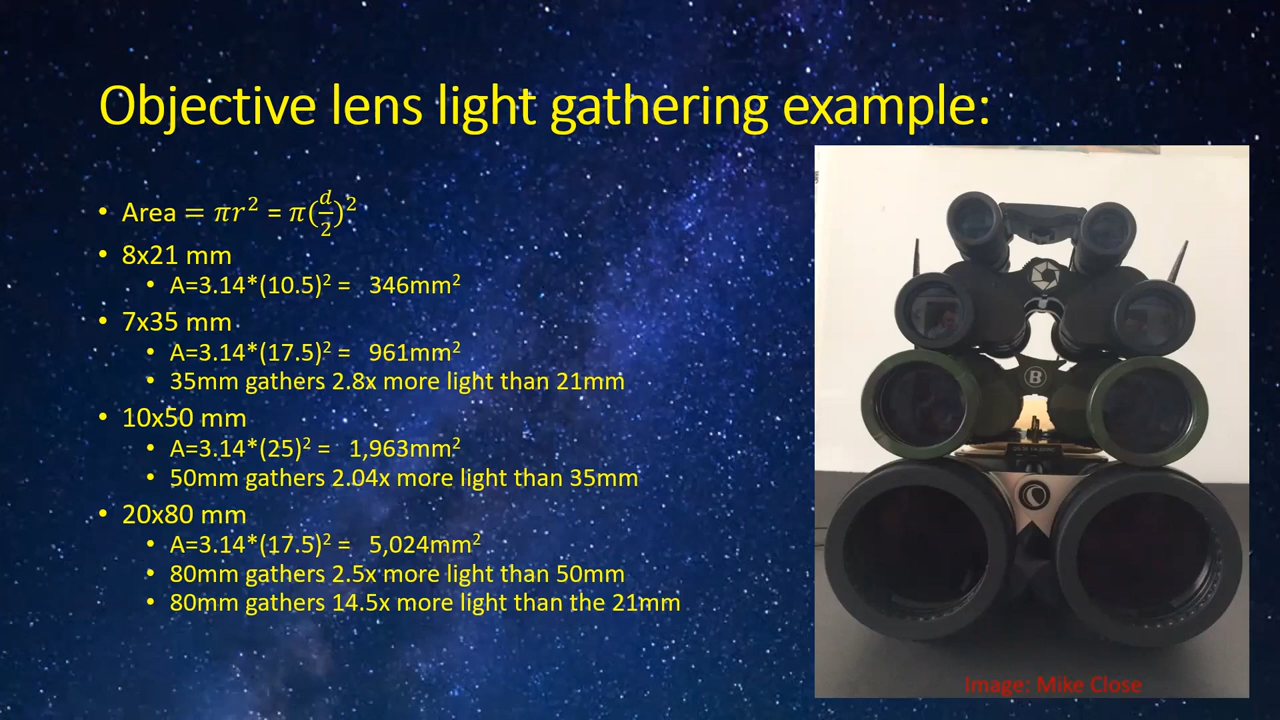 Objective lens light gathering example:
• Area = 𝜋𝑟² = 𝜋(𝑑/2)²
• 8x21 mm
• A=3.14*(10.5)² = 346mm²
• 7x35 mm
• A=3.14*(17.5)² = 961mm²
• 35mm gathers 2.8x more light than 21mm
• 10x50 mm
• A=3.14*(25)² = 1,963mm²
• 50mm gathers 2.04x more light than 35mm
• 20x80 mm
• A=3.14*(17.5)² = 5,024mm²
• 80mm gathers 2.5x more light than 50mm
• 80mm gathers 14.5x more light than the 21mm
B
Image: Mike Close